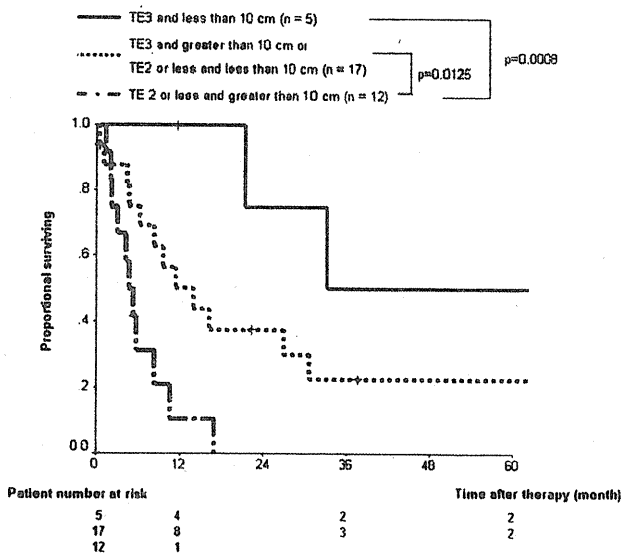 TE3 and less than 10 cm (n = 5)
TE3 and greater than 10 cm or
TE2 or less and less than 10 cm (n = 17)
TE 2 or less and greater than 10 cm (n = 12)
p=0.0125
p=0.0008
Proportional surviving
1.0
.8
.6
.4
.2
0.0
0 12 24 36 48 60
Patient number at risk
Time after therapy (month)
5 4 2 2
17 8 3 2
12 1